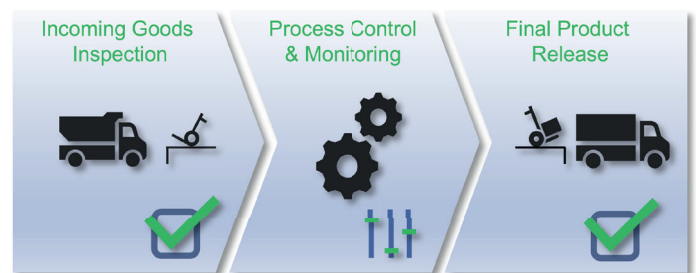 Incoming Goods
Inspection
Process Control
& Monitoring
Final Product
Release